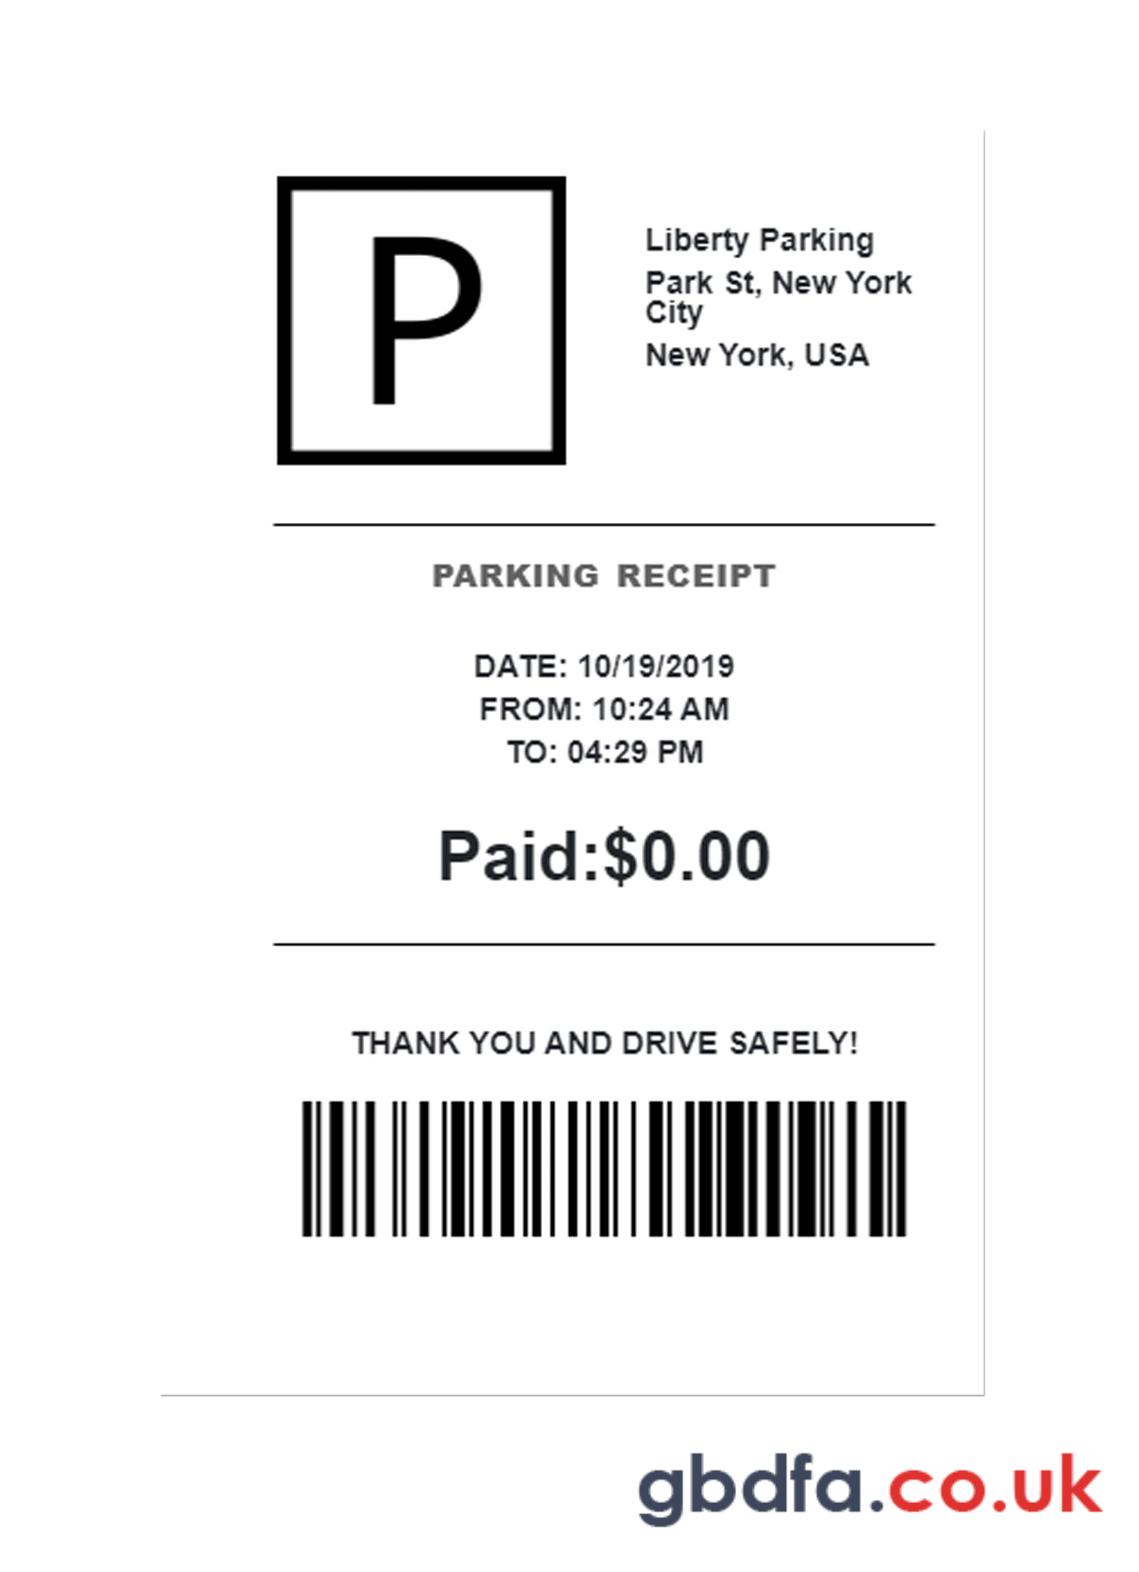 P
Liberty Parking
Park St, New York
City
New York, USA
PARKING RECEIPT
DATE: 10/19/2019
FROM: 10:24 AM
TO: 04:29 PM
Paid:$0.00
THANK YOU AND DRIVE SAFELY!
gbdfa.co.uk